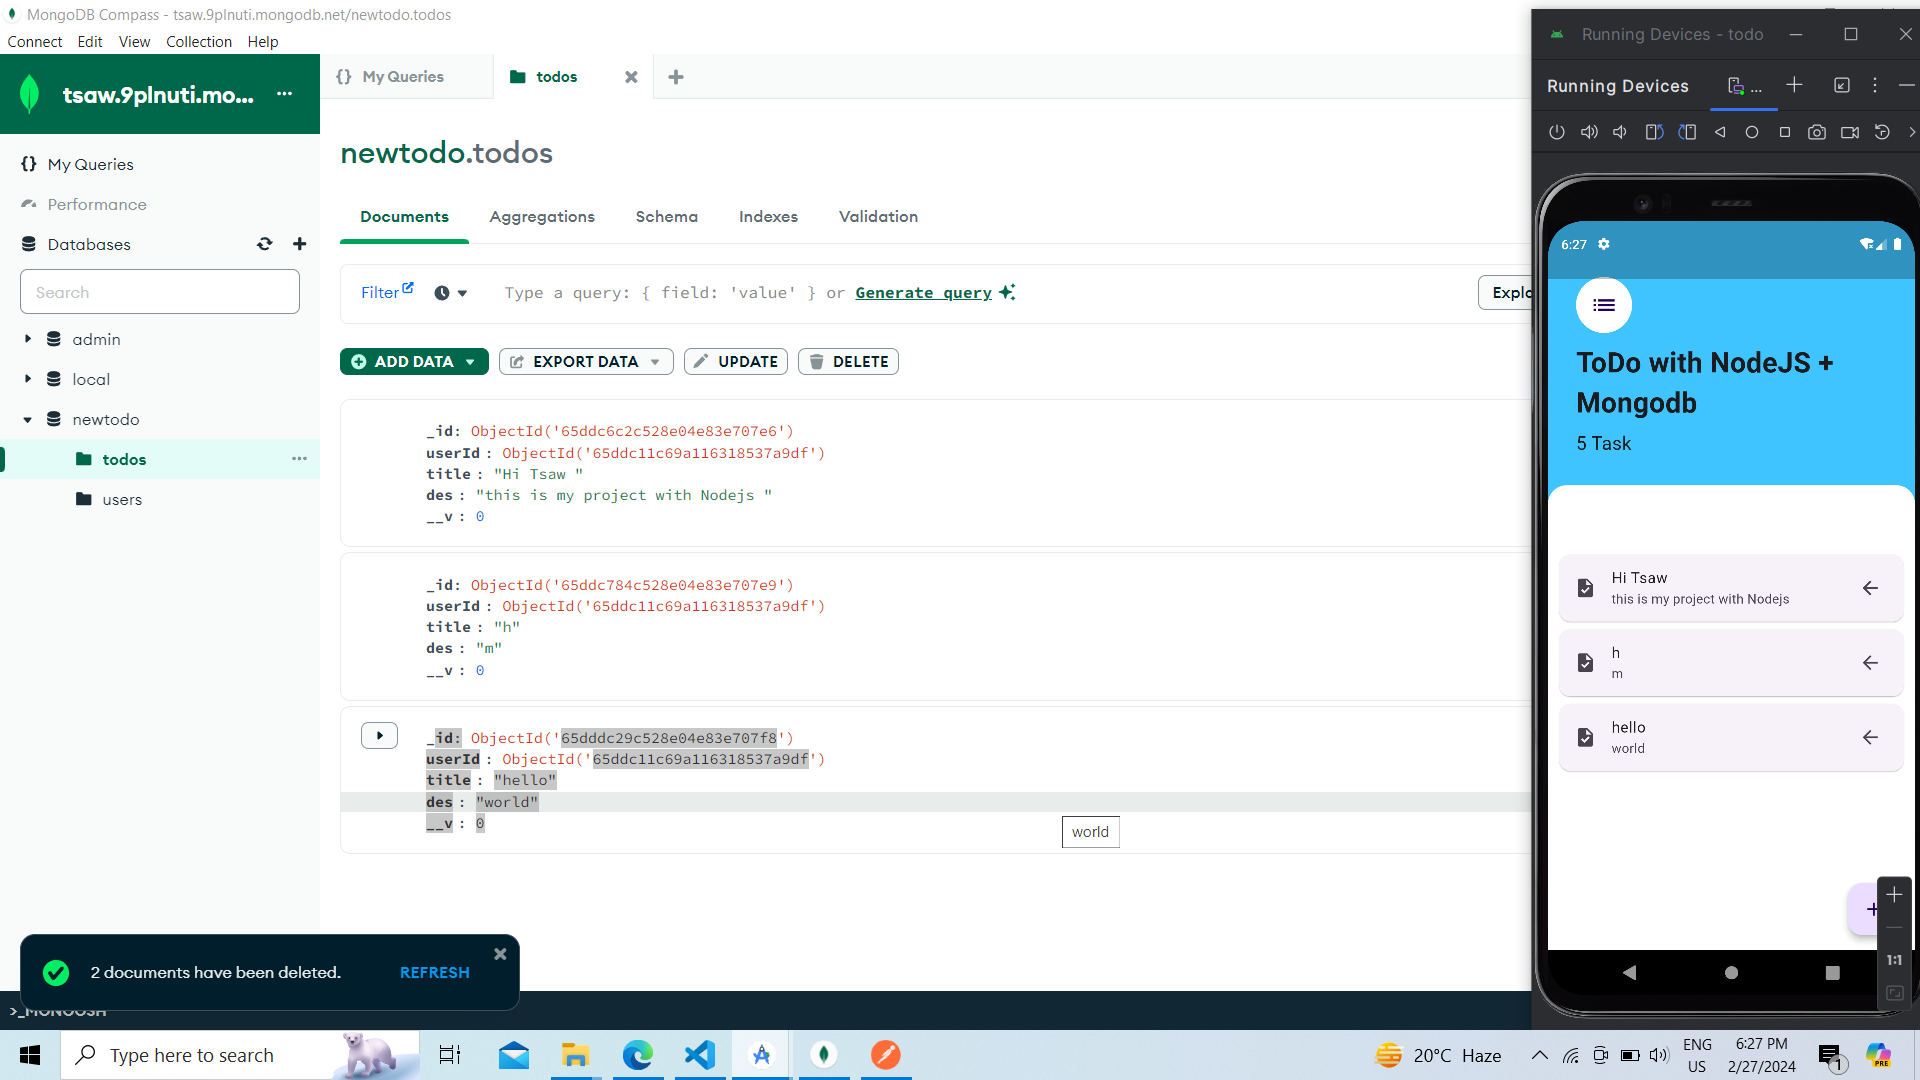 MongoDB Compass - tsaw.9plnuti.mongodb.net/newtodo.todos
Connect Edit View Collection Help
tsaw.9plnuti.mo...
My Queries
Performance
Databases
Search
admin
local
newtodo
todos
users
My Queries
todos
newtodo.todos
Documents Aggregations Schema Indexes Validation
Filter
Type a query: { field: 'value' } or Generate query
Explo
ADD DATA
EXPORT DATA
UPDATE
DELETE
_id: ObjectId('65ddc6c2c528e04e83e707e6')
userId : ObjectId('65ddc11c69a116318537a9df')
title : "Hi Tsaw "
des : "this is my project with Nodejs "
__v : 0
_id: ObjectId('65ddc784c528e04e83e707e9')
userId : ObjectId('65ddc11c69a116318537a9df')
title : "h"
des : "m"
__v : 0
_id: ObjectId('65dddc29c528e04e83e707f8')
userId : ObjectId('65ddc11c69a116318537a9df')
title : "hello"
des : "world"
__v : 0
world
2 documents have been deleted.
REFRESH
>_MONGOSH
Running Devices - todo
Running Devices
...
6:27
ToDo with NodeJS +
Mongodb
5 Task
Hi Tsaw
this is my project with Nodejs
h
m
hello
world
1:1
Type here to search
20°C Haze
ENG
US
6:27 PM
2/27/2024
1
PRE